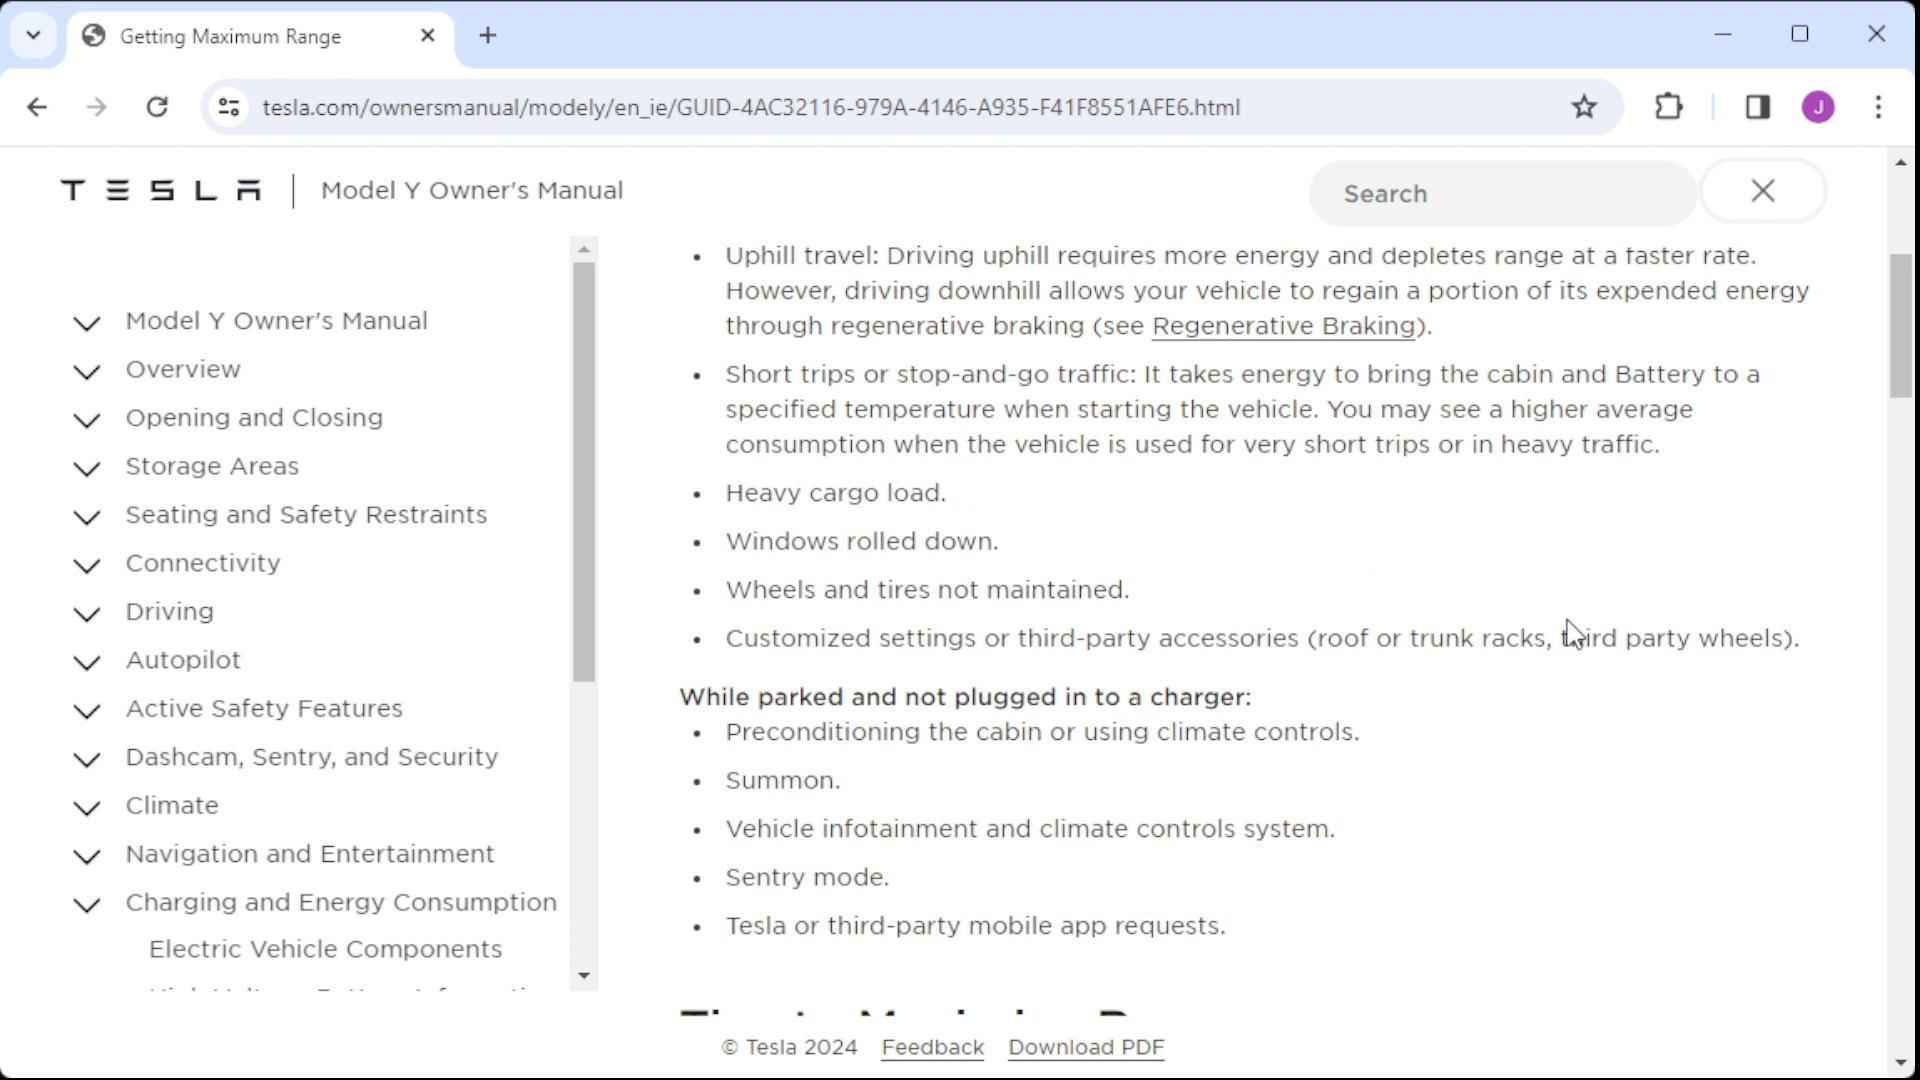 Getting Maximum Range
tesla.com/ownersmanual/modely/en_ie/GUID-4AC32116-979A-4146-A935-F41F8551AFE6.html
J
TESLA
Model Y Owner's Manual
Search
Model Y Owner's Manual
Overview
Opening and Closing
Storage Areas
Seating and Safety Restraints
Connectivity
Driving
Autopilot
Active Safety Features
Dashcam, Sentry, and Security
Climate
Navigation and Entertainment
Charging and Energy Consumption
Electric Vehicle Components
• Uphill travel: Driving uphill requires more energy and depletes range at a faster rate.
However, driving downhill allows your vehicle to regain a portion of its expended energy
through regenerative braking (see Regenerative Braking).
• Short trips or stop-and-go traffic: It takes energy to bring the cabin and Battery to a
specified temperature when starting the vehicle. You may see a higher average
consumption when the vehicle is used for very short trips or in heavy traffic.
• Heavy cargo load.
• Windows rolled down.
• Wheels and tires not maintained.
• Customized settings or third-party accessories (roof or trunk racks, third party wheels).
While parked and not plugged in to a charger:
• Preconditioning the cabin or using climate controls.
• Summon.
• Vehicle infotainment and climate controls system.
• Sentry mode.
• Tesla or third-party mobile app requests.
© Tesla 2024 Feedback Download PDF